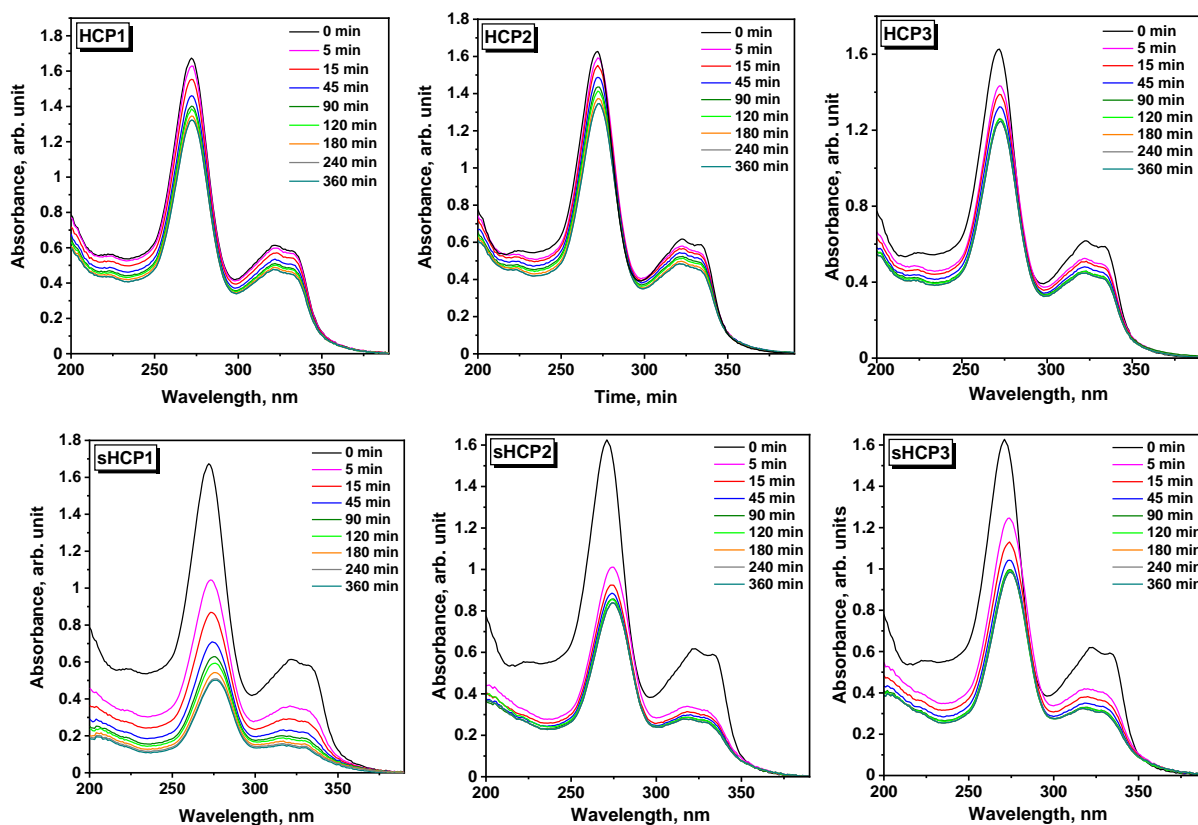 HCP1
0 min
5 min
15 min
45 min
90 min
120 min
180 min
240 min
360 min
Absorbance, arb. unit
1.8
1.6
1.4
1.2
1
0.8
0.6
0.4
0.2
0
200
250
300
350
Wavelength, nm
HCP2
0 min
5 min
15 min
45 min
90 min
120 min
180 min
240 min
360 min
Absorbance, arb. unit
1.8
1.6
1.4
1.2
1
0.8
0.6
0.4
0.2
0
200
250
300
350
Time, min
HCP3
0 min
5 min
15 min
45 min
90 min
120 min
180 min
240 min
360 min
Absorbance, arb. unit
1.6
1.2
0.8
0.4
0
200
250
300
350
Wavelength, nm
sHCP1
0 min
5 min
15 min
45 min
90 min
120 min
180 min
240 min
360 min
Absorbance, arb. unit
1.8
1.6
1.4
1.2
1
0.8
0.6
0.4
0.2
0
200
250
300
350
Wavelength, nm
sHCP2
0 min
5 min
15 min
45 min
90 min
120 min
180 min
240 min
360 min
Absorbance, arb. unit
1.6
1.4
1.2
1
0.8
0.6
0.4
0.2
0
200
250
300
350
Wavelength, nm
sHCP3
0 min
5 min
15 min
45 min
90 min
120 min
180 min
240 min
360 min
Absorbance, arb. units
1.6
1.4
1.2
1
0.8
0.6
0.4
0.2
0
200
250
300
350
Wavelength, nm